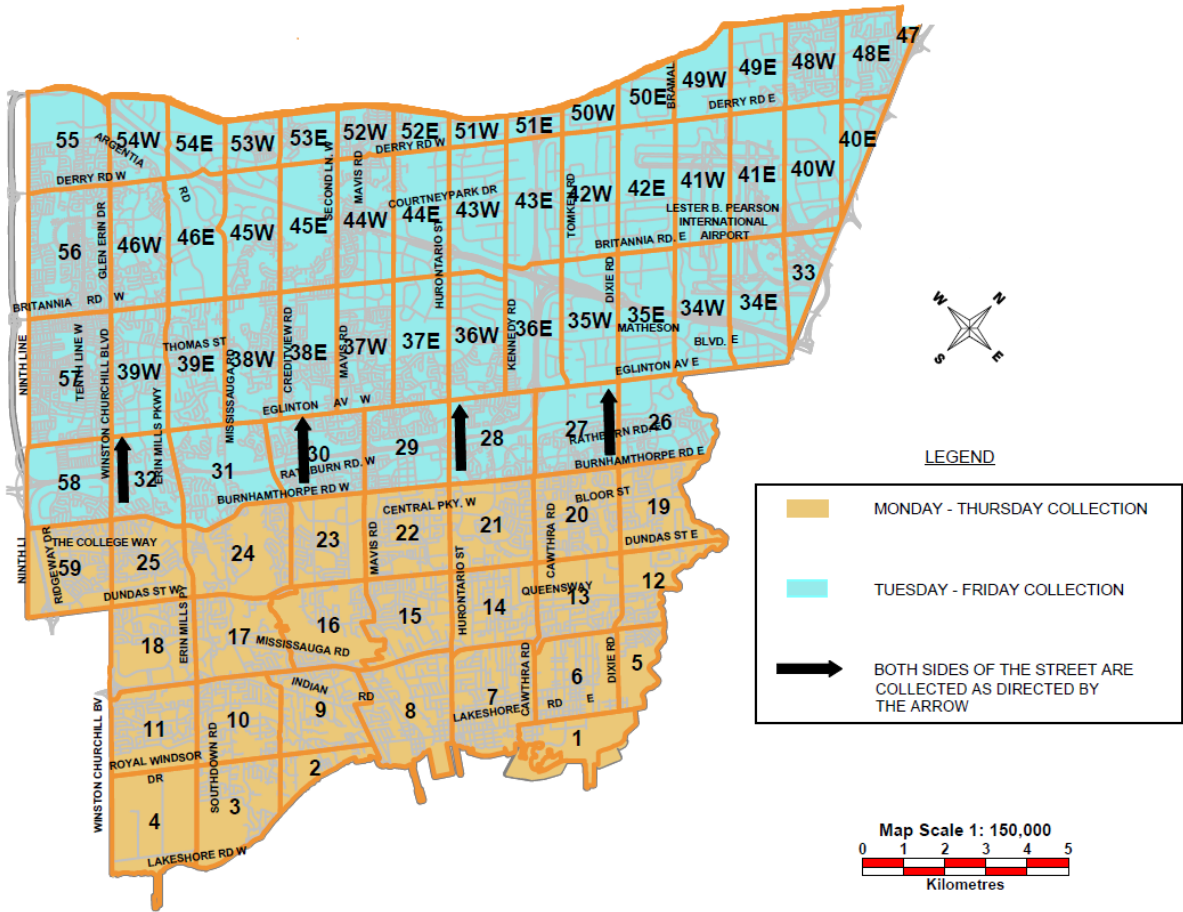 47
48E
48W
49E
49W
50E
BRAMAL
DERRY RD E
50W
51E
51W
52E
52W
DERRY RD W
53E
53W
54E
54W
ARGENTIA
RD
55
DERRY RD W
40E
40W
41E
41W
LESTER B. PEARSON
INTERNATIONAL
AIRPORT
42E
42W
TOMKEN RD
43E
COURTNEYPARK DR
43W
44E
HURONTARIO ST
44W
MAVIS RD
SECOND LN. W
45E
45W
46E
46W
GLEN ERIN DR
56
BRITANNIA RD. E
BRITANNIA RD W
33
34E
34W
MATHESON
BLVD. E
35E
DIXIE RD
35W
36E
KENNEDY RD
36W
37E
37W
MAVIS RD
38E
CREDITVIEW RD
38W
MISSISSAUGA RD
THOMAS ST
39E
39W
ERIN MILLS PKWY
WINSTON CHURCHILL BLVD
TENTH LINE W
57
NINTH LINE
EGLINTON AV E
EGLINTON AV W
26
27
RATHBURN RD. E
28
29
30
RATHBURN RD. W
31
32
58
BURNHAMTHORPE RD E
BURNHAMTHORPE RD W
CENTRAL PKY. W
BLOOR ST
19
20
CAWTHRA RD
21
22
MAVIS RD
23
24
THE COLLEGE WAY
25
59
RIDGEWAY DR
NINTH LI
DUNDAS ST E
DUNDAS ST W
12
QUEENSWAY
13
14
HURONTARIO ST
15
16
MISSISSAUGA RD
17
ERIN MILLS PY
18
5
DIXIE RD
6
CAWTHRA RD
7
LAKESHORE RD E
8
INDIAN RD
9
10
SOUTHDOWN RD
11
ROYAL WINDSOR
DR
WINSTON CHURCHILL BV
1
2
3
4
LAKESHORE RD W
W N
S E
LEGEND
MONDAY - THURSDAY COLLECTION
TUESDAY - FRIDAY COLLECTION
BOTH SIDES OF THE STREET ARE
COLLECTED AS DIRECTED BY
THE ARROW
Map Scale 1: 150,000
0 1 2 3 4 5
Kilometres